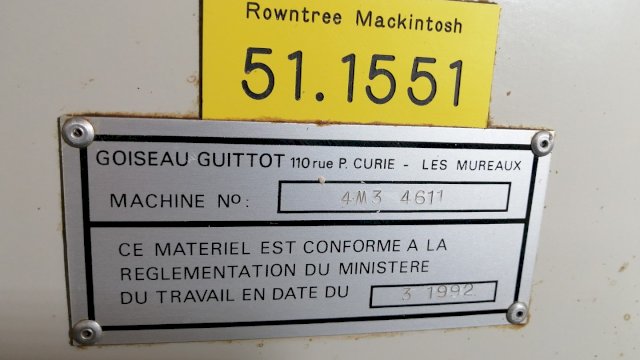 Rowntree Mackintosh
51.1551
GOISEAU GUITTOT 110 rue P. CURIE - LES MUREAUX
MACHINE No: 4M3 4611
CE MATERIEL EST CONFORME A LA
REGLEMENTATION DU MINISTERE
DU TRAVAIL EN DATE DU 3 1992